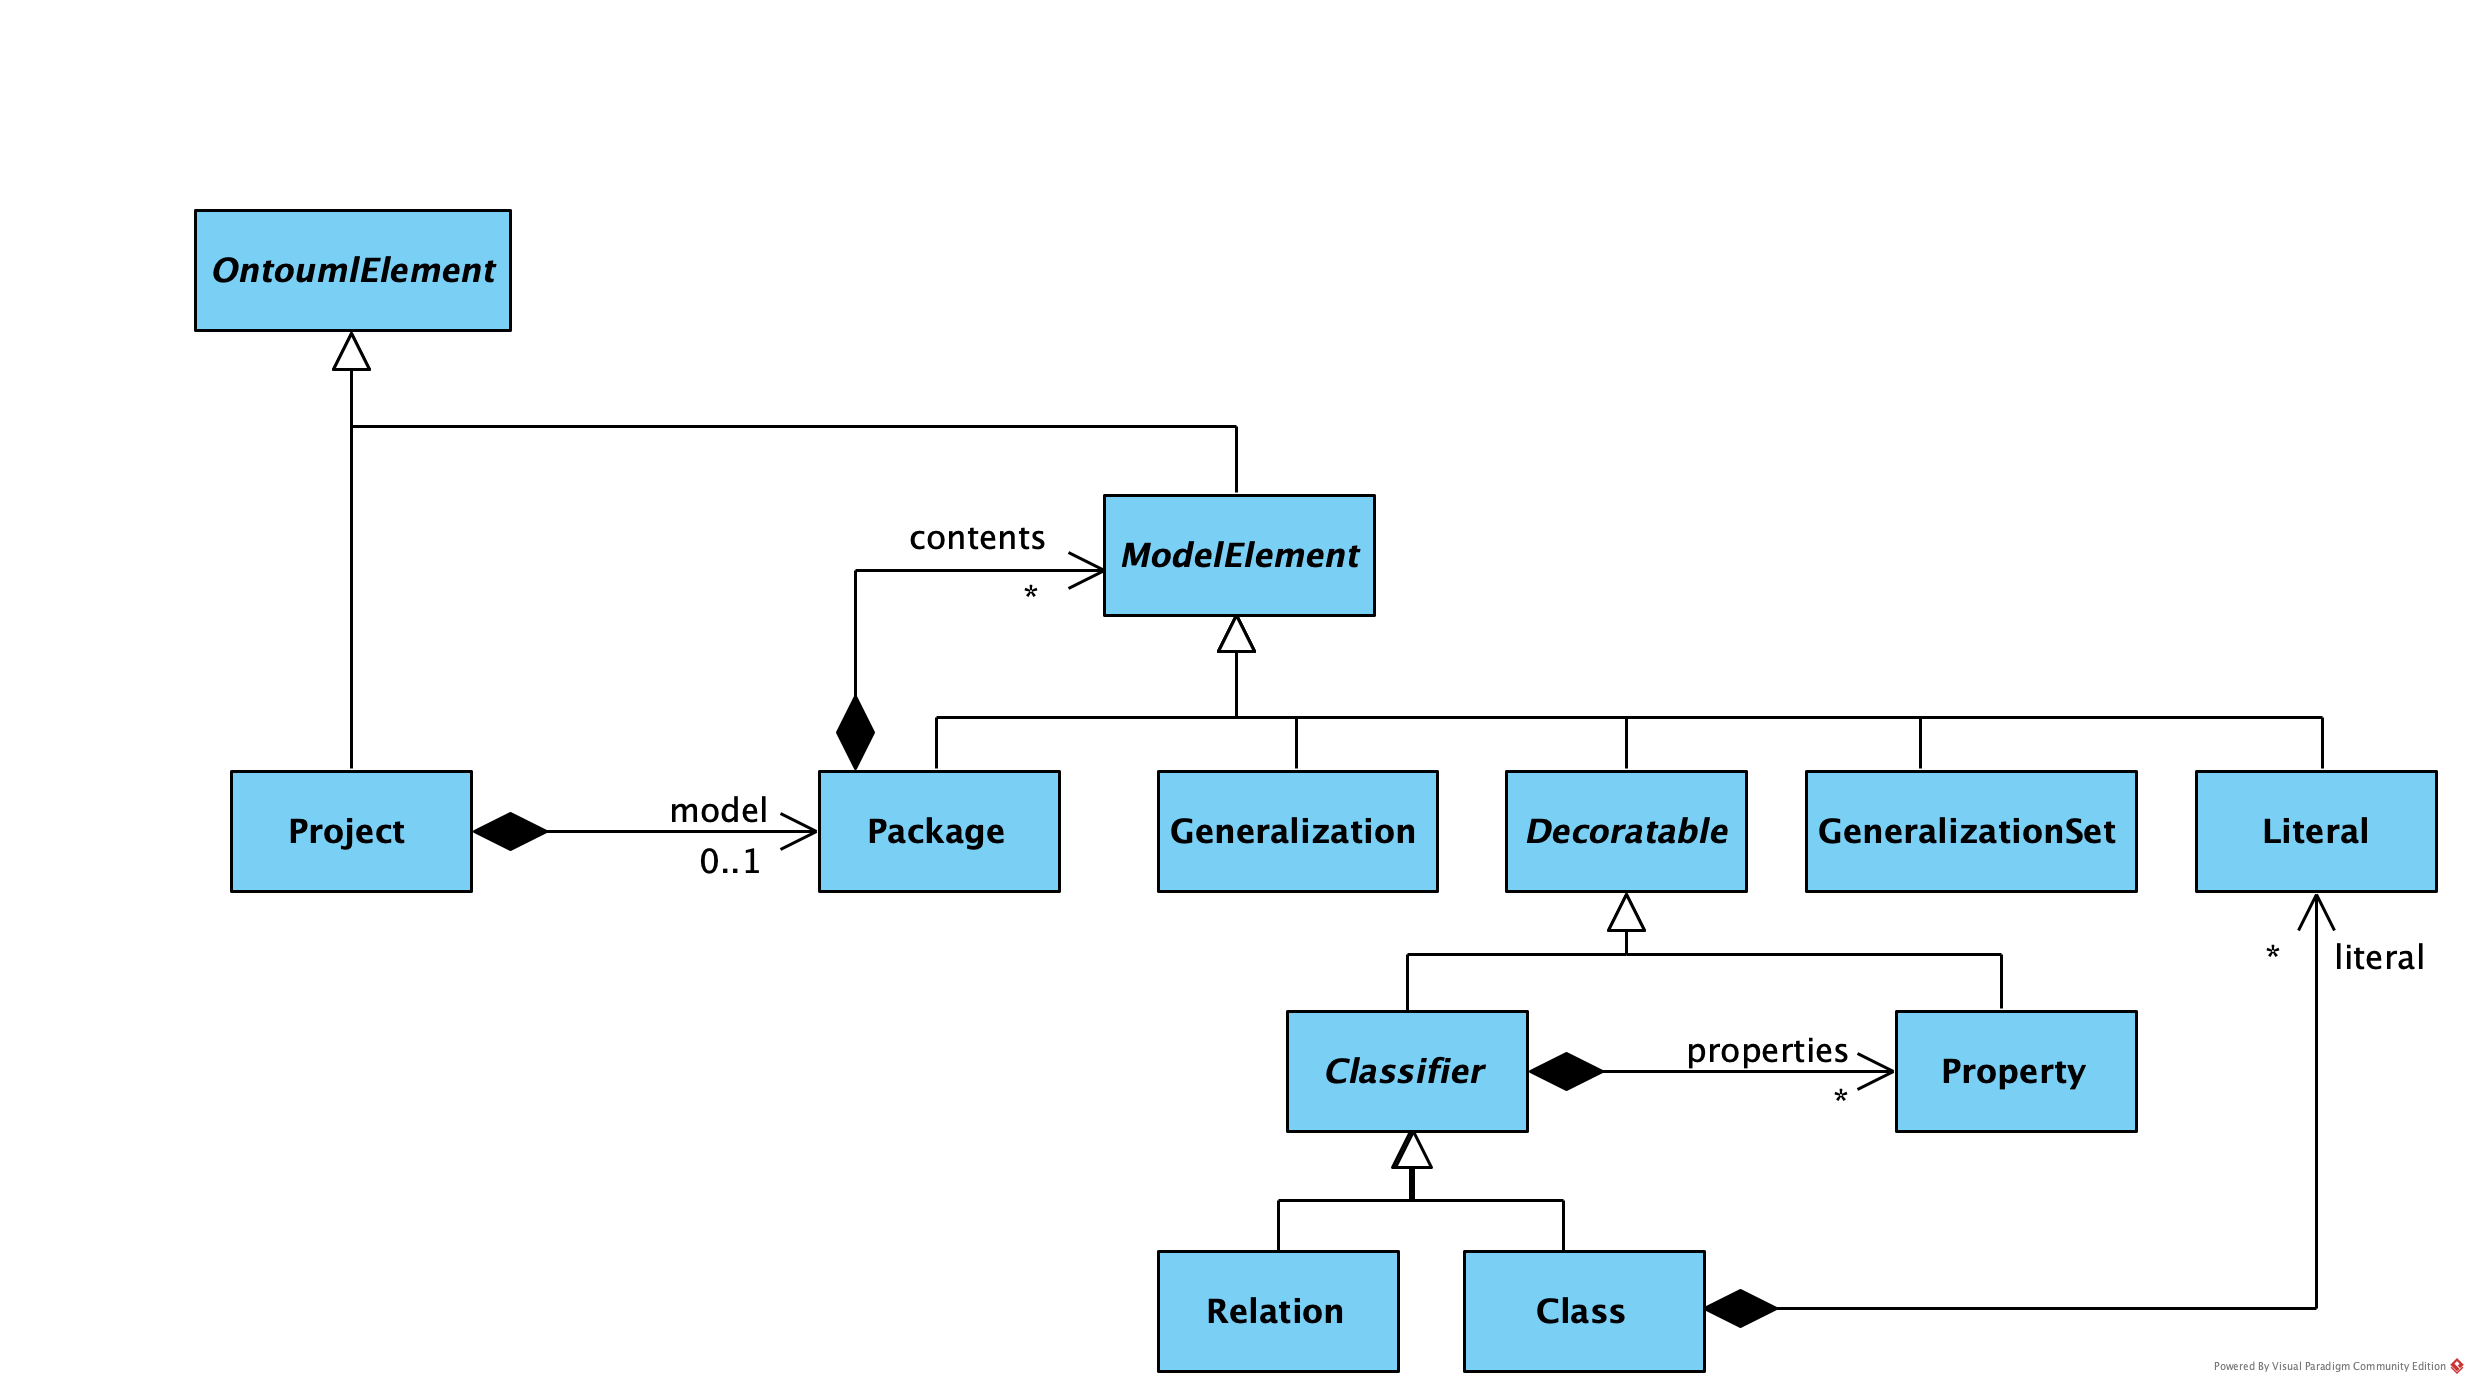 OntoumlElement
contents
ModelElement
*
model
Project
Package
Generalization
Decoratable
GeneralizationSet
Literal
0..1
*
literal
properties
Classifier
Property
*
Relation
Class
Powered By Visual Paradigm Community Edition